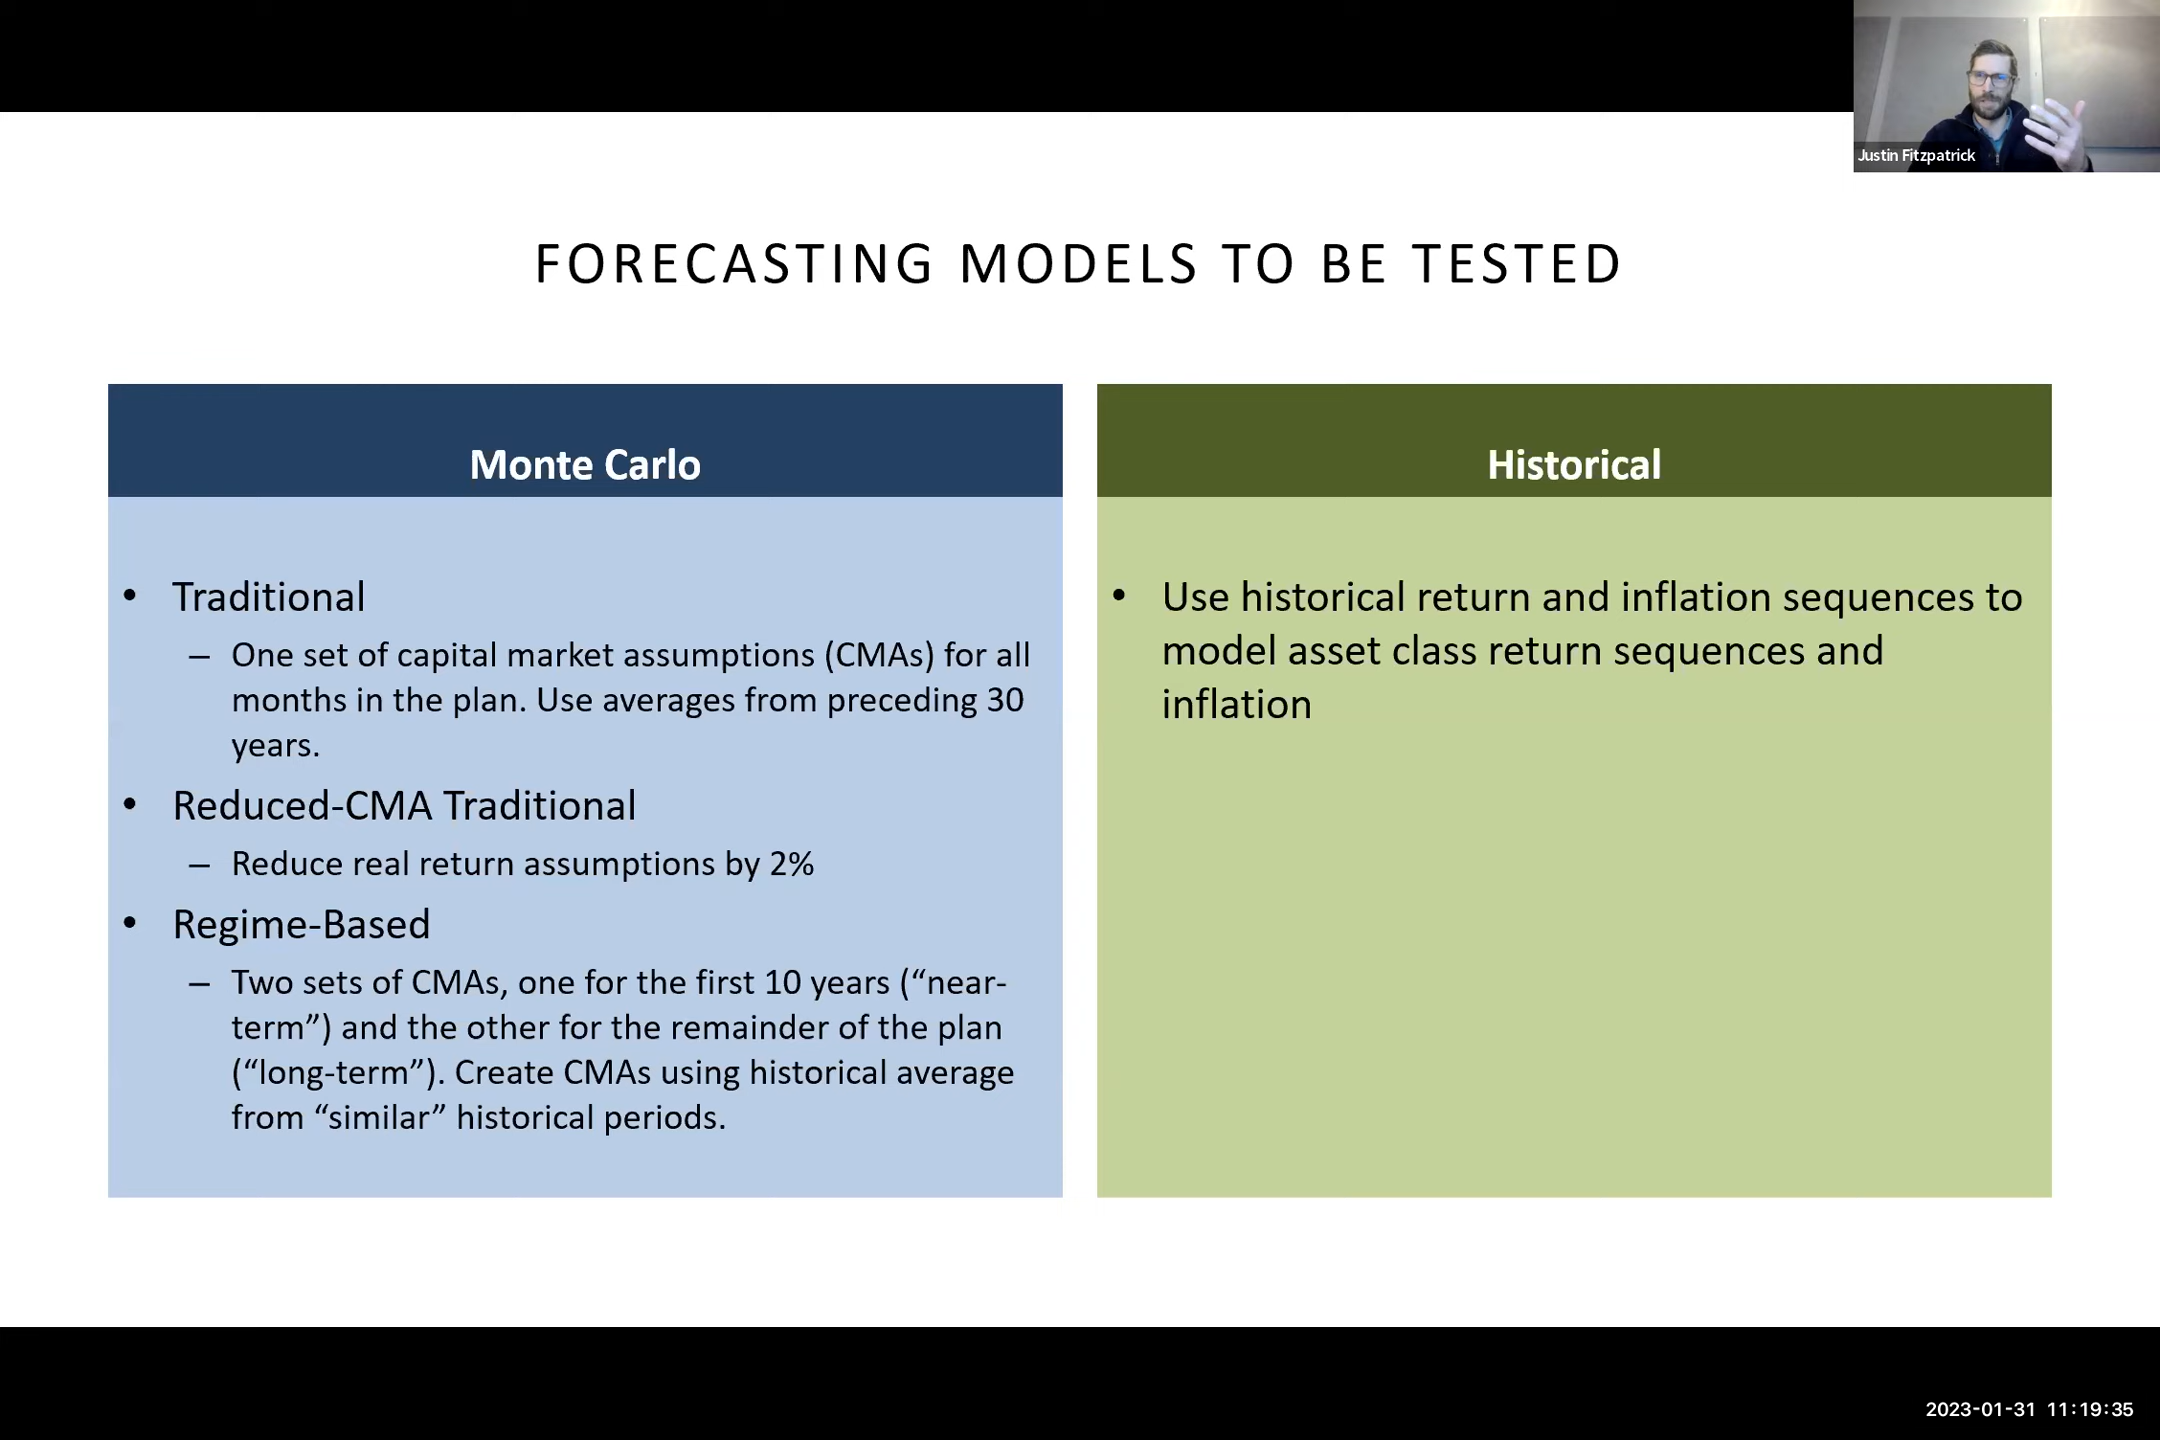 Justin Fitzpatrick
FORECASTING MODELS TO BE TESTED
Monte Carlo
• Traditional
– One set of capital market assumptions (CMAs) for all
months in the plan. Use averages from preceding 30
years.
• Reduced-CMA Traditional
– Reduce real return assumptions by 2%
• Regime-Based
– Two sets of CMAs, one for the first 10 years (“near-
term”) and the other for the remainder of the plan
(“long-term”). Create CMAs using historical average
from “similar” historical periods.
Historical
• Use historical return and inflation sequences to
model asset class return sequences and
inflation
2023-01-31 11:19:35